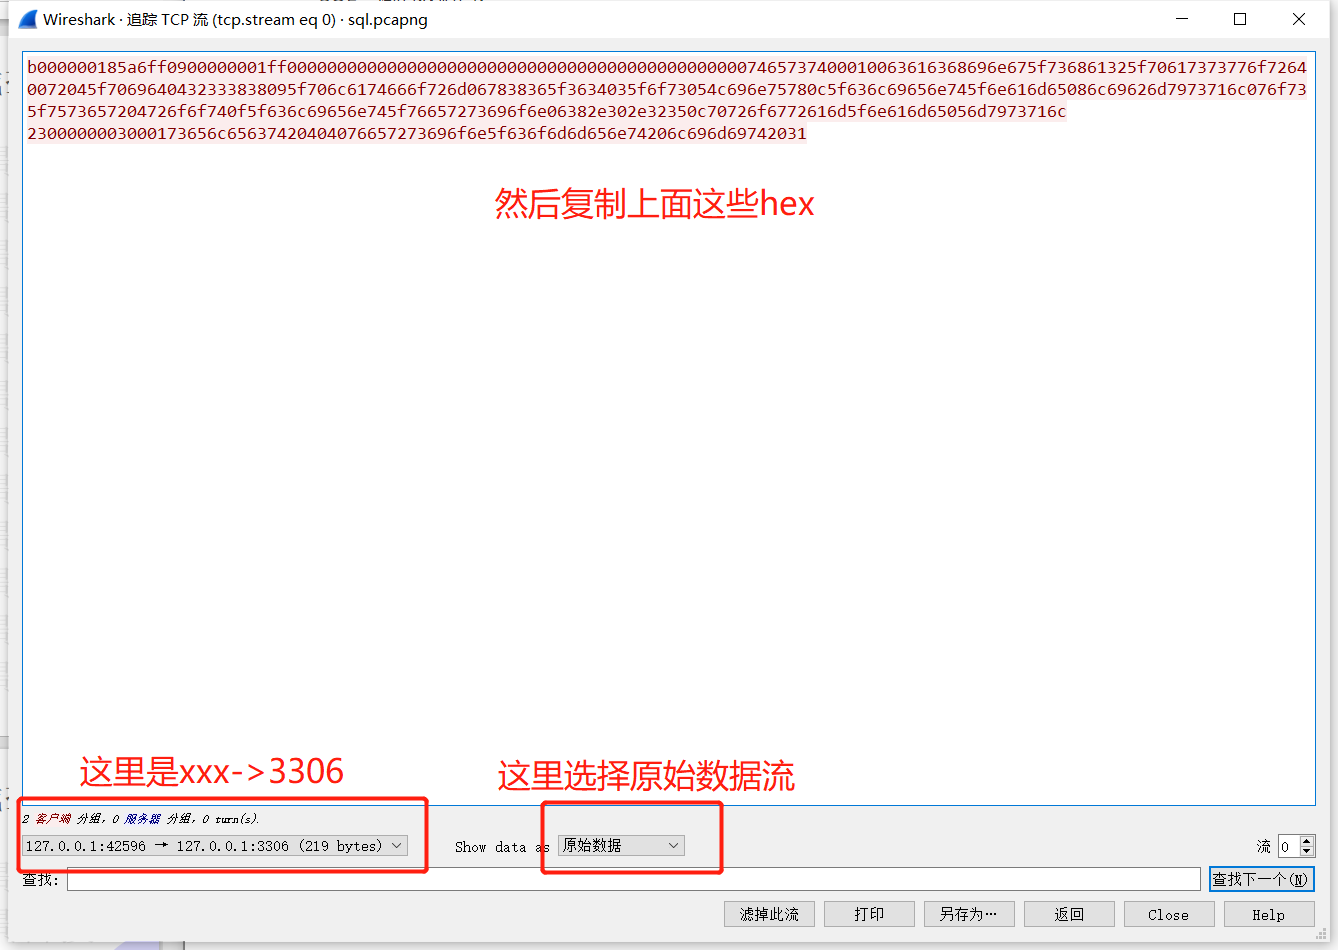 Wireshark · 追踪 TCP 流 (tcp.stream eq 0) · sql.pcapng
b000000185a6ff0900000001ff0000000000000000000000000000000000000000000000746573740001006361636368696e675f736861325f70617373776f7264
0072045f7069640432333838095f706c6174666f726d067838365f3634035f6f73054c696e75780c5f636c69656e745f6e616d65086c69626d7973716c076f73
5f7573657204726f6f740f5f636c69656e745f76657273696f6e06382e302e32350c70726f6772616d5f6e616d65056d7973716c
2300000003000173656c65637420404076657273696f6e5f636f6d6d656e74206c696d69742031
然后复制上面这些hex
这里是xxx->3306
这里选择原始数据流
2 客户端 分组，0 服务器 分组，0 turn(s).
127.0.0.1:42596 → 127.0.0.1:3306 (219 bytes)
Show data as
原始数据
流
0
查找:
查找下一个(N)
滤掉此流
打印
另存为…
返回
Close
Help